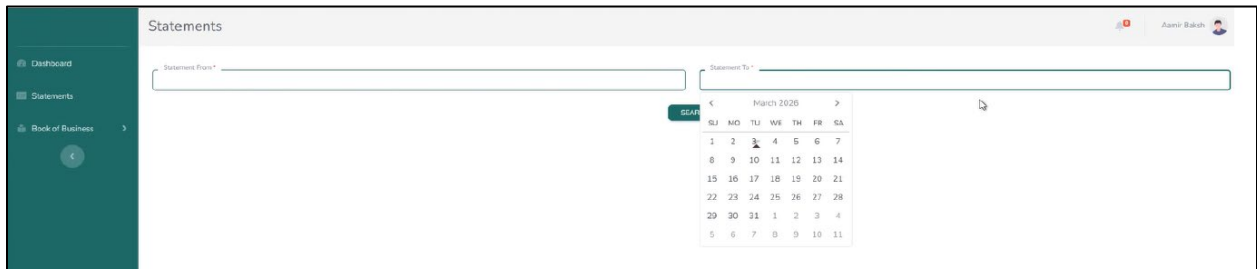 Statements
0
Aamir Baksh
Dashboard
Statements
Book of Business
Statement From *
Statement To *
SEAR
March 2026
SU MO TU WE TH FR SA
1 2 3 4 5 6 7
8 9 10 11 12 13 14
15 16 17 18 19 20 21
22 23 24 25 26 27 28
29 30 31 1 2 3 4
5 6 7 8 9 10 11